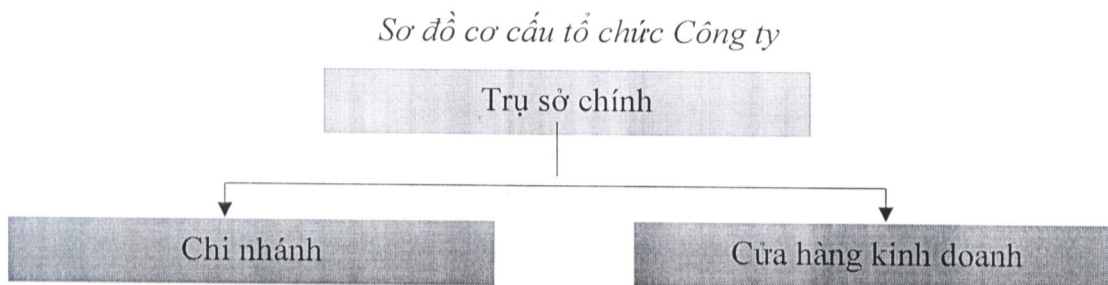 Sơ đồ cơ cấu tổ chức Công ty
Trụ sở chính
Chi nhánh
Cửa hàng kinh doanh